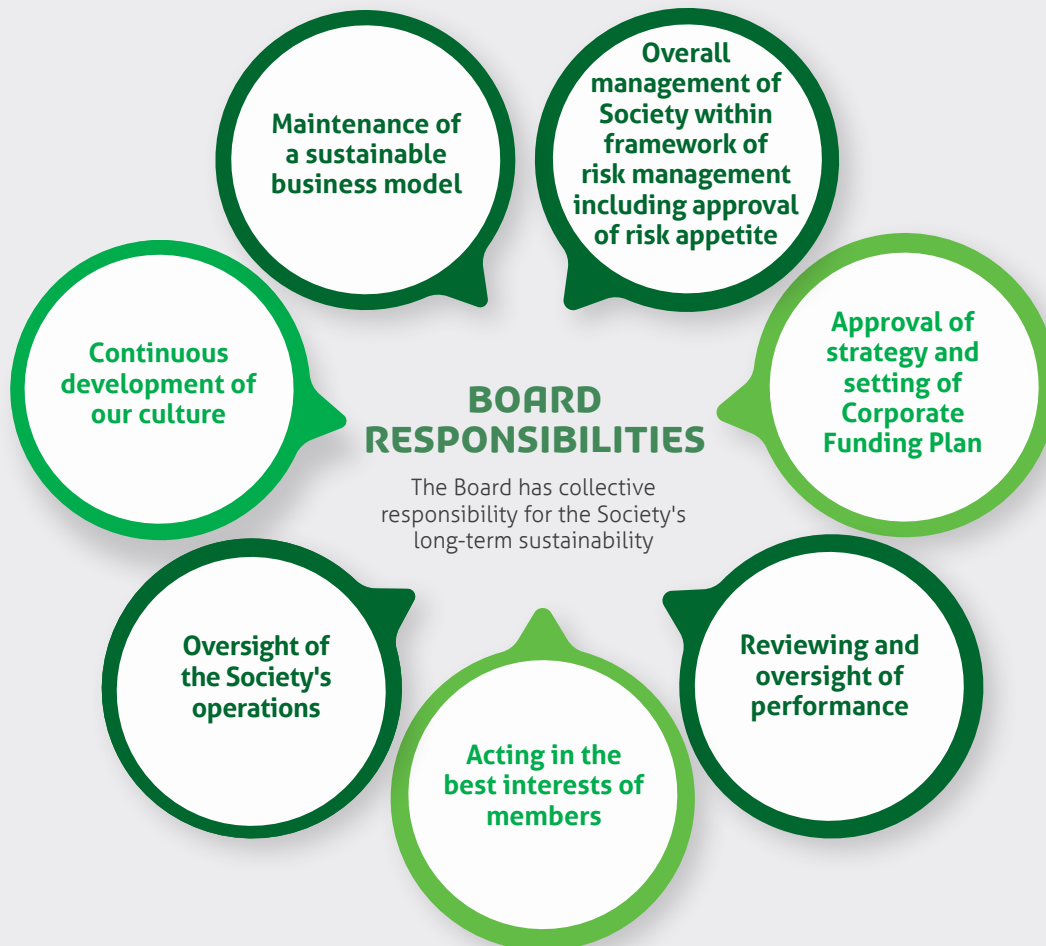 Maintenance of
a sustainable
business model
Overall
management of
Society within
framework of
risk management
including approval
of risk appetite
Continuous
development of
our culture
BOARD
RESPONSIBILITIES
The Board has collective
responsibility for the Society's
long-term sustainability
Approval of
strategy and
setting of
Corporate
Funding Plan
Oversight of
the Society's
operations
Acting in the
best interests of
members
Reviewing and
oversight of
performance